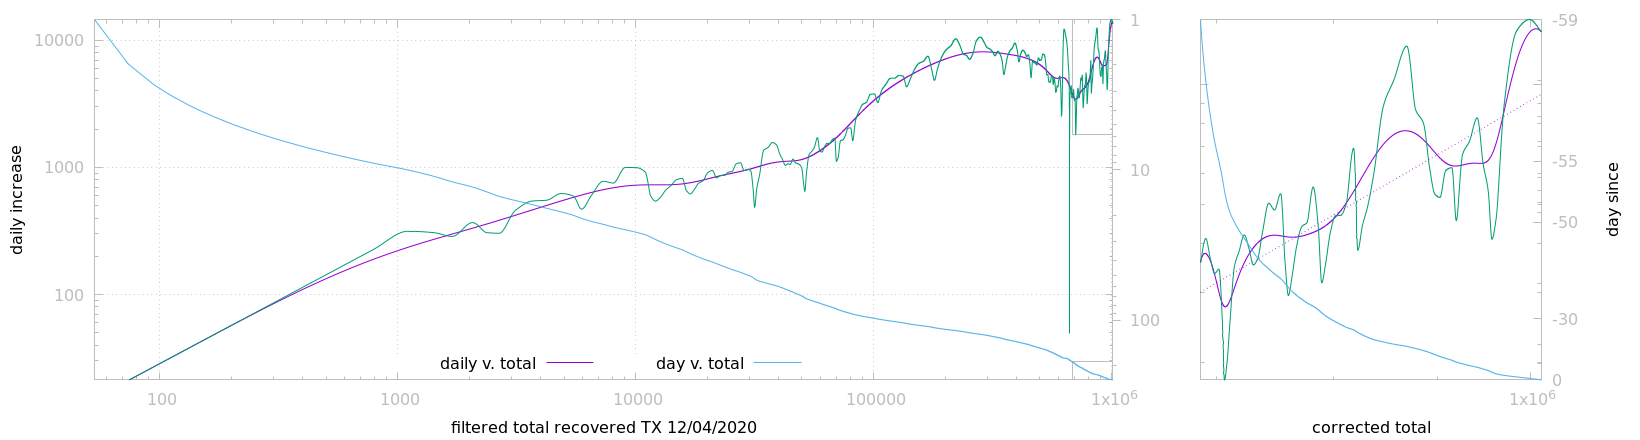 10000
1000
100
daily increase
100
1000
10000
100000
1x10^6
filtered total recovered TX 12/04/2020
daily v. total
day v. total
1
10
100
1x10^6
corrected total
-59
-55
-50
-30
0
day since